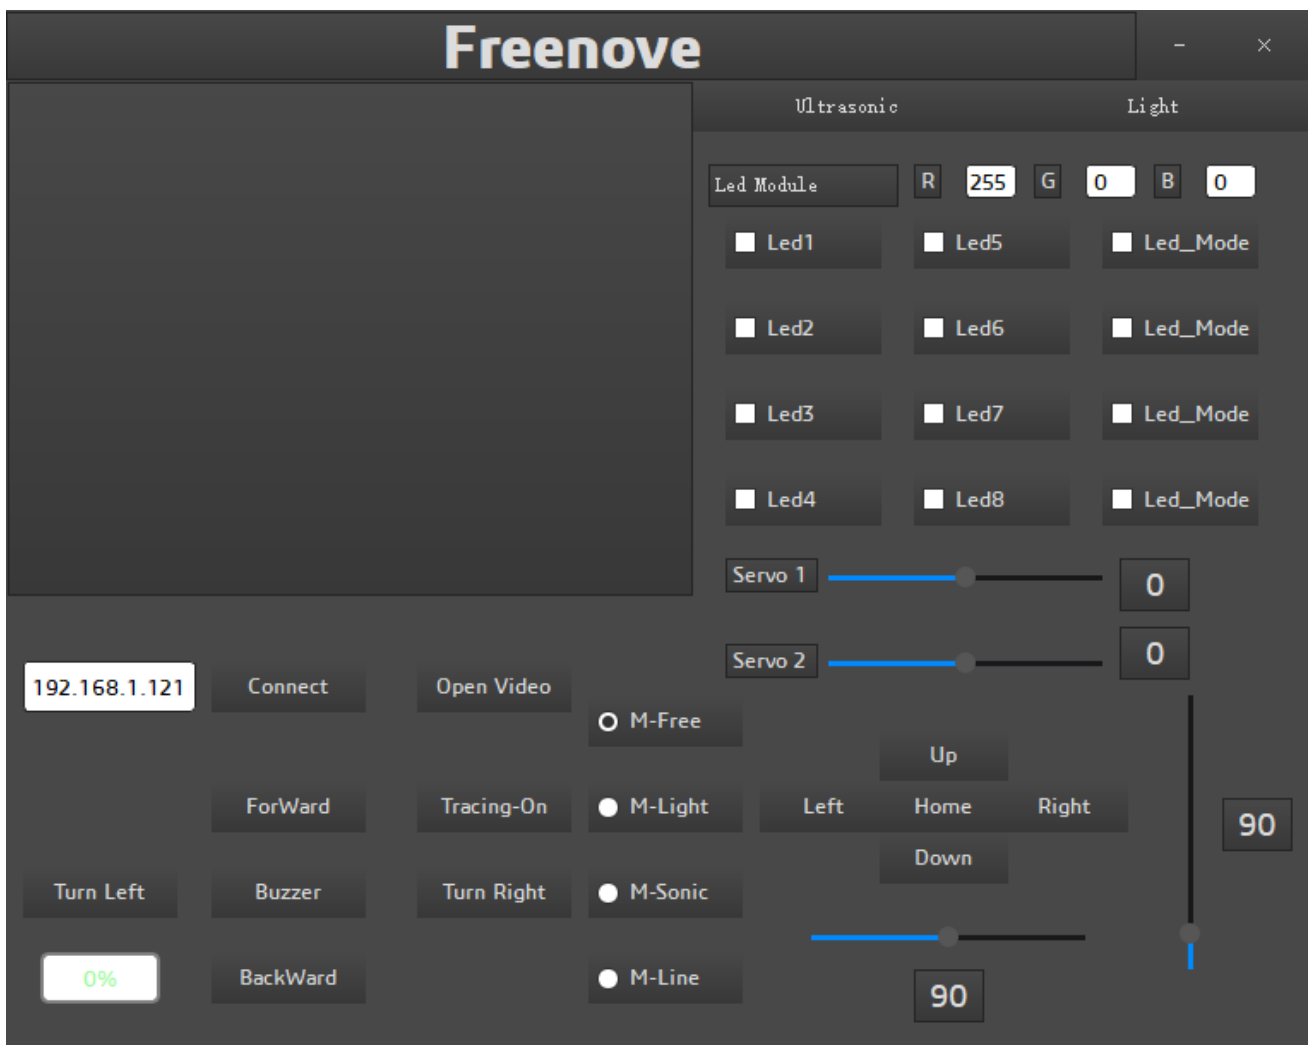 Freenove
Ultrasonic Light
Led Module R 255 G 0 B 0
Led1 Led5 Led_Mode
Led2 Led6 Led_Mode
Led3 Led7 Led_Mode
Led4 Led8 Led_Mode
Servo 1 0
Servo 2 0
192.168.1.121 Connect Open Video
M-Free
Up
ForWard Tracing-On M-Light Left Home Right
90
Down
Turn Left Buzzer Turn Right M-Sonic
0% BackWard M-Line
90